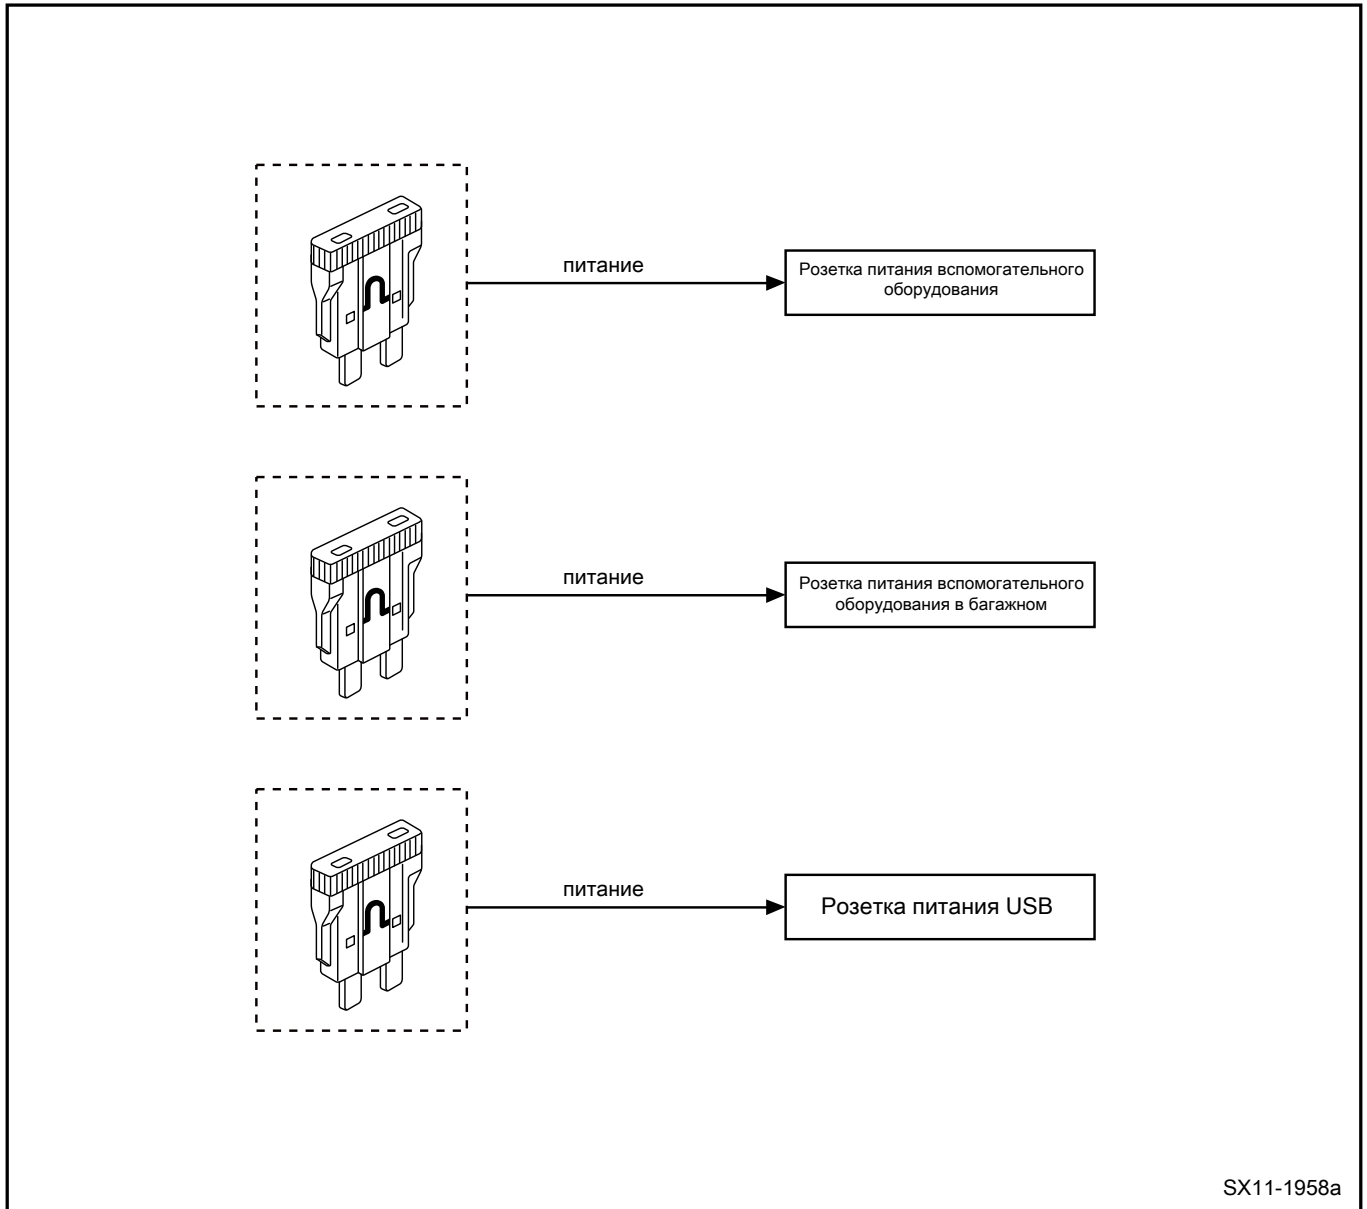 питание
Розетка питания вспомогательного
оборудования
питание
Розетка питания вспомогательного
оборудования в багажном
питание
Розетка питания USB
SX11-1958a